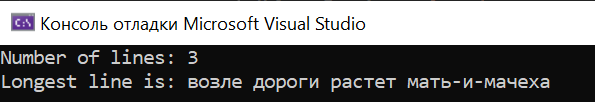 Консоль отладки Microsoft Visual Studio
Number of lines: 3
Longest line is: возле дороги растет мать-и-мачеха